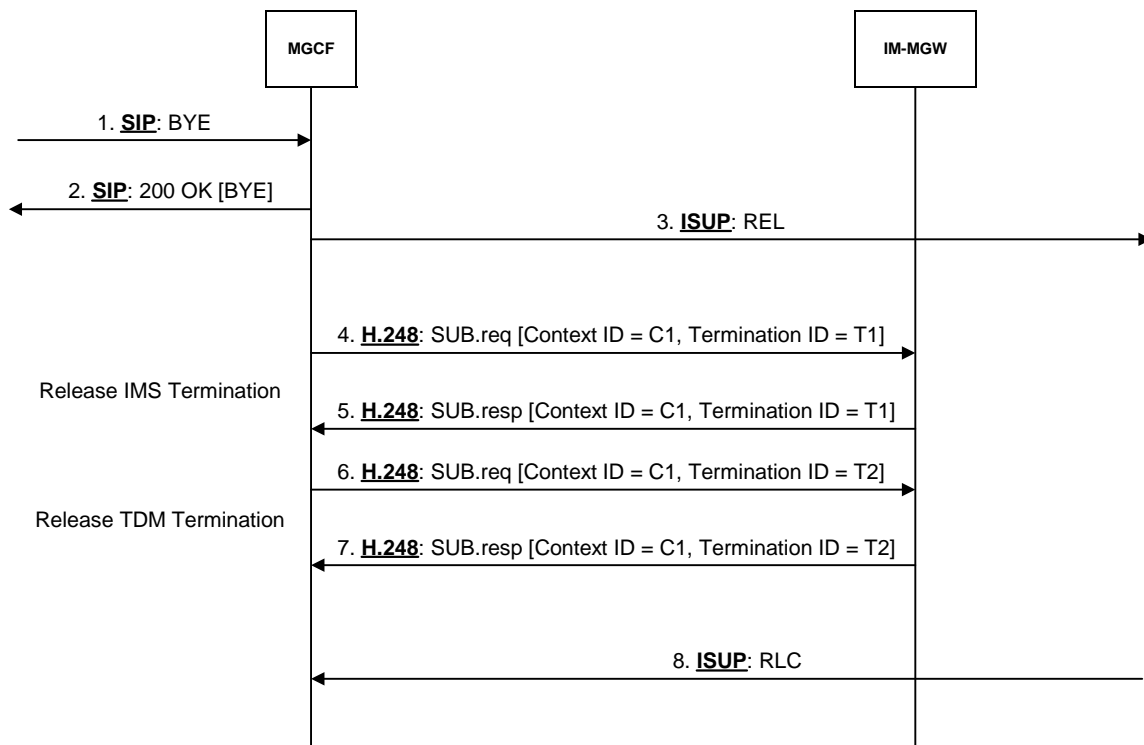 MGCF
IM-MGW
1. SIP: BYE
2. SIP: 200 OK [BYE]
3. ISUP: REL
4. H.248: SUB.req [Context ID = C1, Termination ID = T1]
Release IMS Termination
5. H.248: SUB.resp [Context ID = C1, Termination ID = T1]
6. H.248: SUB.req [Context ID = C1, Termination ID = T2]
Release TDM Termination
7. H.248: SUB.resp [Context ID = C1, Termination ID = T2]
8. ISUP: RLC